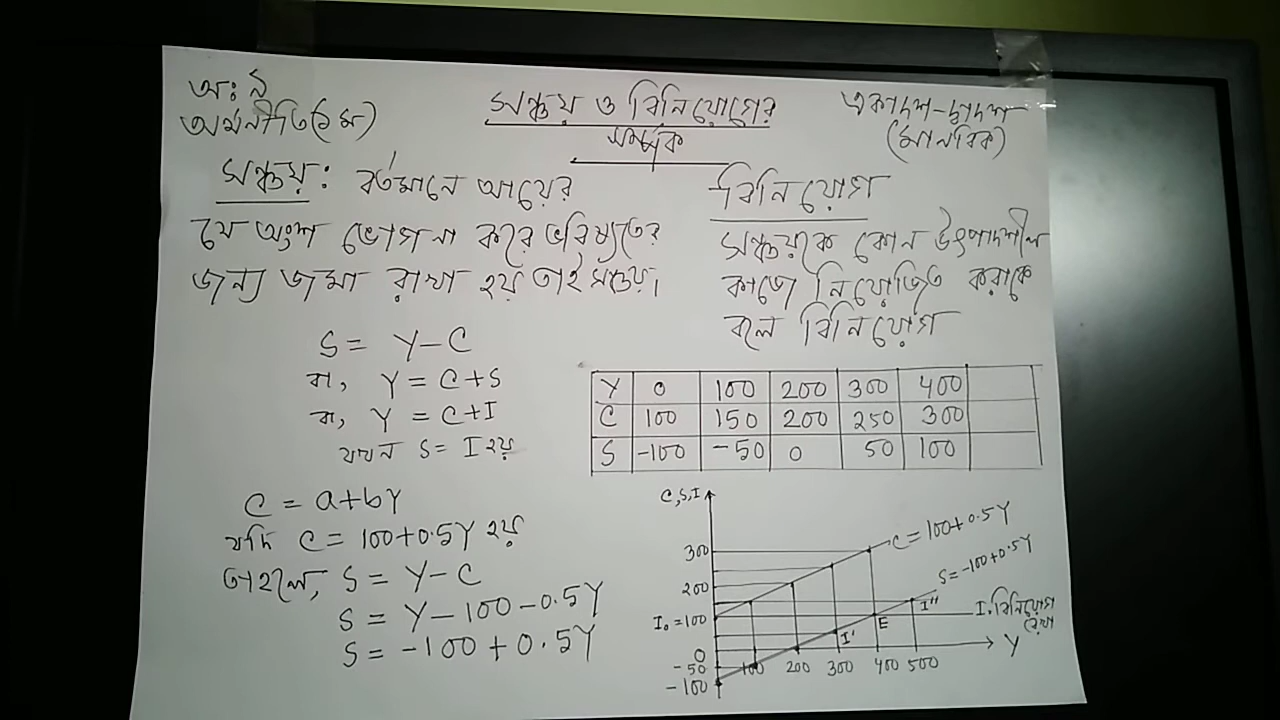 অঃ ৯
অর্থনীতি(১ম)
সঞ্চয় ও বিনিয়োগের
সম্পর্ক
একাদশ-দ্বাদশ
(মানবিক)
সঞ্চয়: বর্তমানে আয়ের
যে অংশ ভোগ না করে ভবিষ্যতের
জন্য জমা রাখা হয় তাই সঞ্চয়।
S = Y-C
বা, Y = C+S
বা, Y = C+I
যখন S = I হয়
C = a+bY
যদি C = 100+0.5Y হয়
তাহলে, S = Y-C
S = Y-100-0.5Y
S = -100+0.5Y
বিনিয়োগ
সঞ্চয়কে কোন উৎপাদশীল
কাজে নিয়োজিত করাকে
বলে বিনিয়োগ
Y 0 100 200 300 400
C 100 150 200 250 300
S -100 -50 0 50 100
C,S,I
C=100+0.5Y
300
S=-100+0.5Y
200
I₀=100
I'' I. বিনিয়োগ
রেখা
E
I'
0 Y
-50 100 200 300 400 500
-100